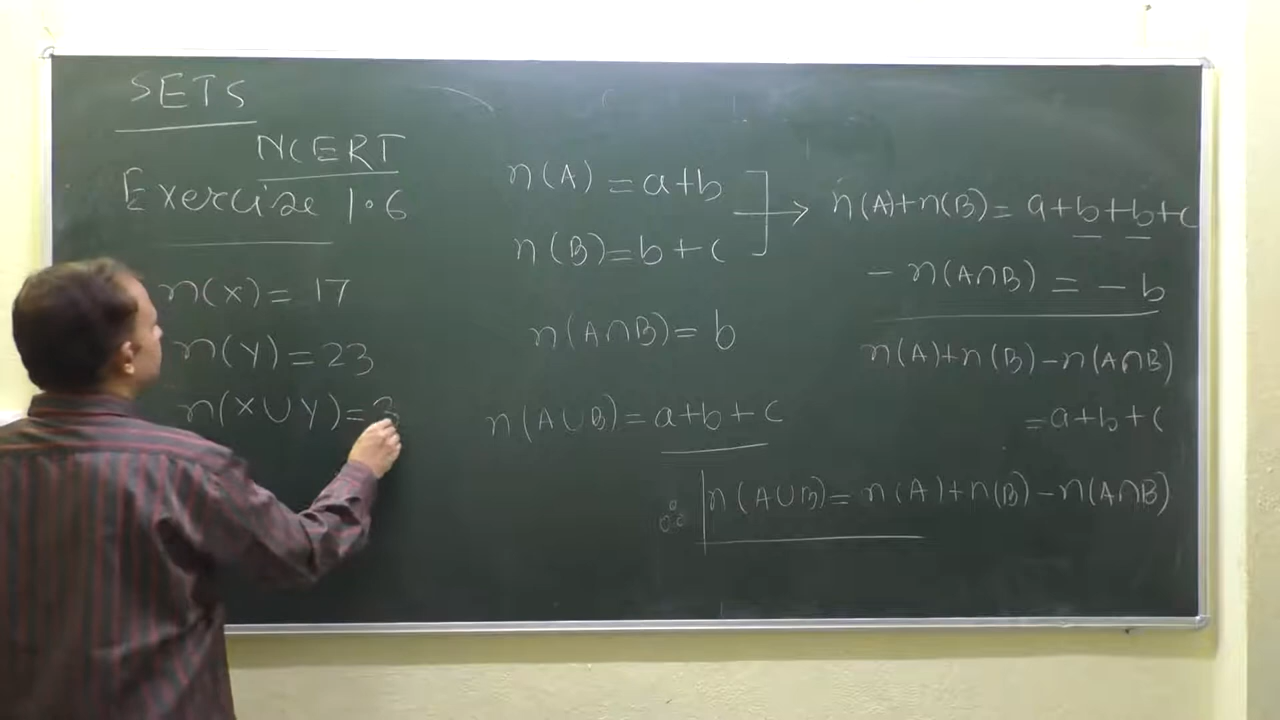 SETS
NCERT
Exercise 1.6
n(X) = 17
n(Y) = 23
n(X∪Y) = 3
n(A) = a+b
n(B) = b+c
n(A∩B) = b
n(A∪B) = a+b+c
n(A)+n(B) = a+b+b+c
- n(A∩B) = - b
n(A)+n(B)-n(A∩B)
= a+b+c
∴ n(A∪B) = n(A)+n(B)-n(A∩B)